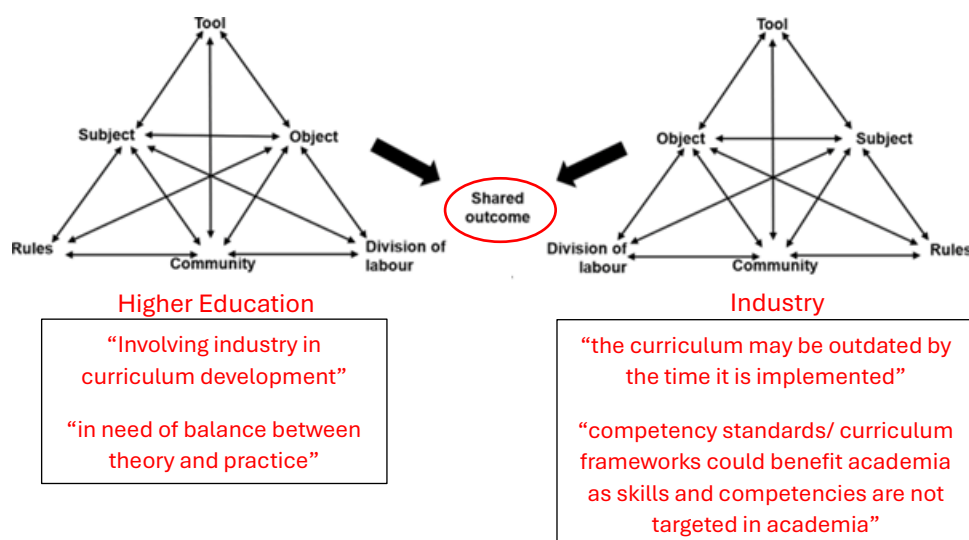 Tool
Subject
Object
Rules
Community
Division of
labour
Shared
outcome
Tool
Object
Subject
Division of
labour
Community
Rules
Higher Education
“Involving industry in
curriculum development”
“in need of balance between
theory and practice”
Industry
“the curriculum may be outdated by
the time it is implemented”
“competency standards/ curriculum
frameworks could benefit academia
as skills and competencies are not
targeted in academia”